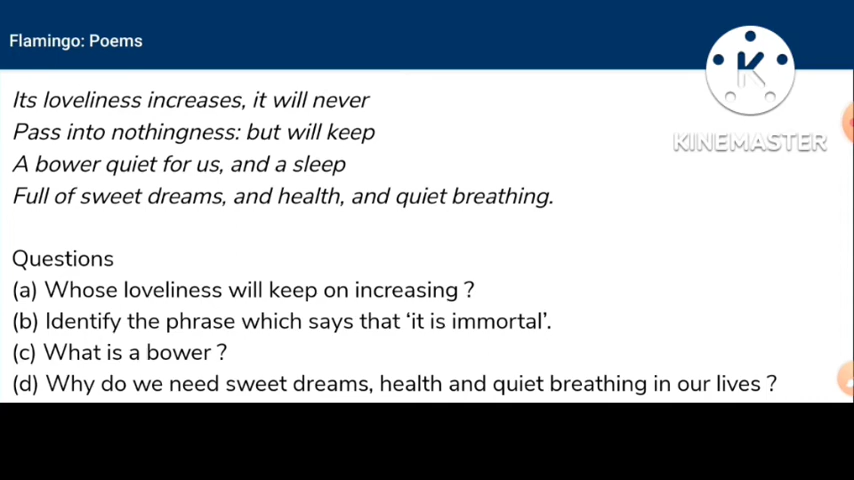 Flamingo: Poems
KINEMASTER
Its loveliness increases, it will never
Pass into nothingness: but will keep
A bower quiet for us, and a sleep
Full of sweet dreams, and health, and quiet breathing.
Questions
(a) Whose loveliness will keep on increasing ?
(b) Identify the phrase which says that ‘it is immortal’.
(c) What is a bower ?
(d) Why do we need sweet dreams, health and quiet breathing in our lives ?